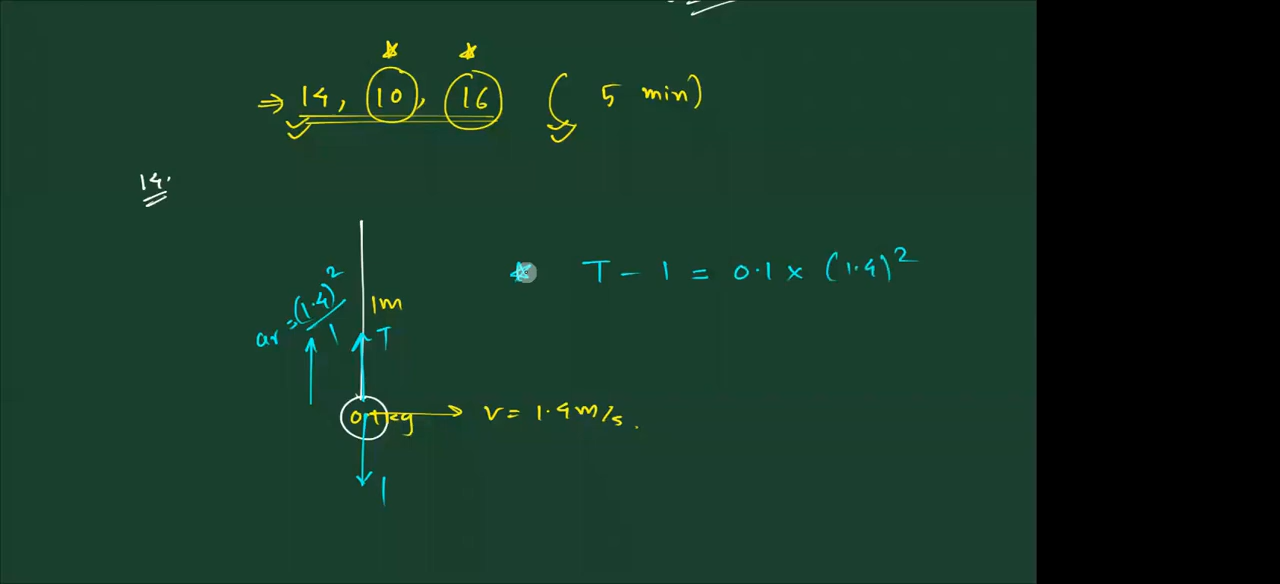 ⇒ 14, 10, 16 ( 5 min)
14.
T - 1 = 0.1 x (1.4)²
ar = (1.4)²/1
1m
T
0.1kg
v = 1.4m/s.
1